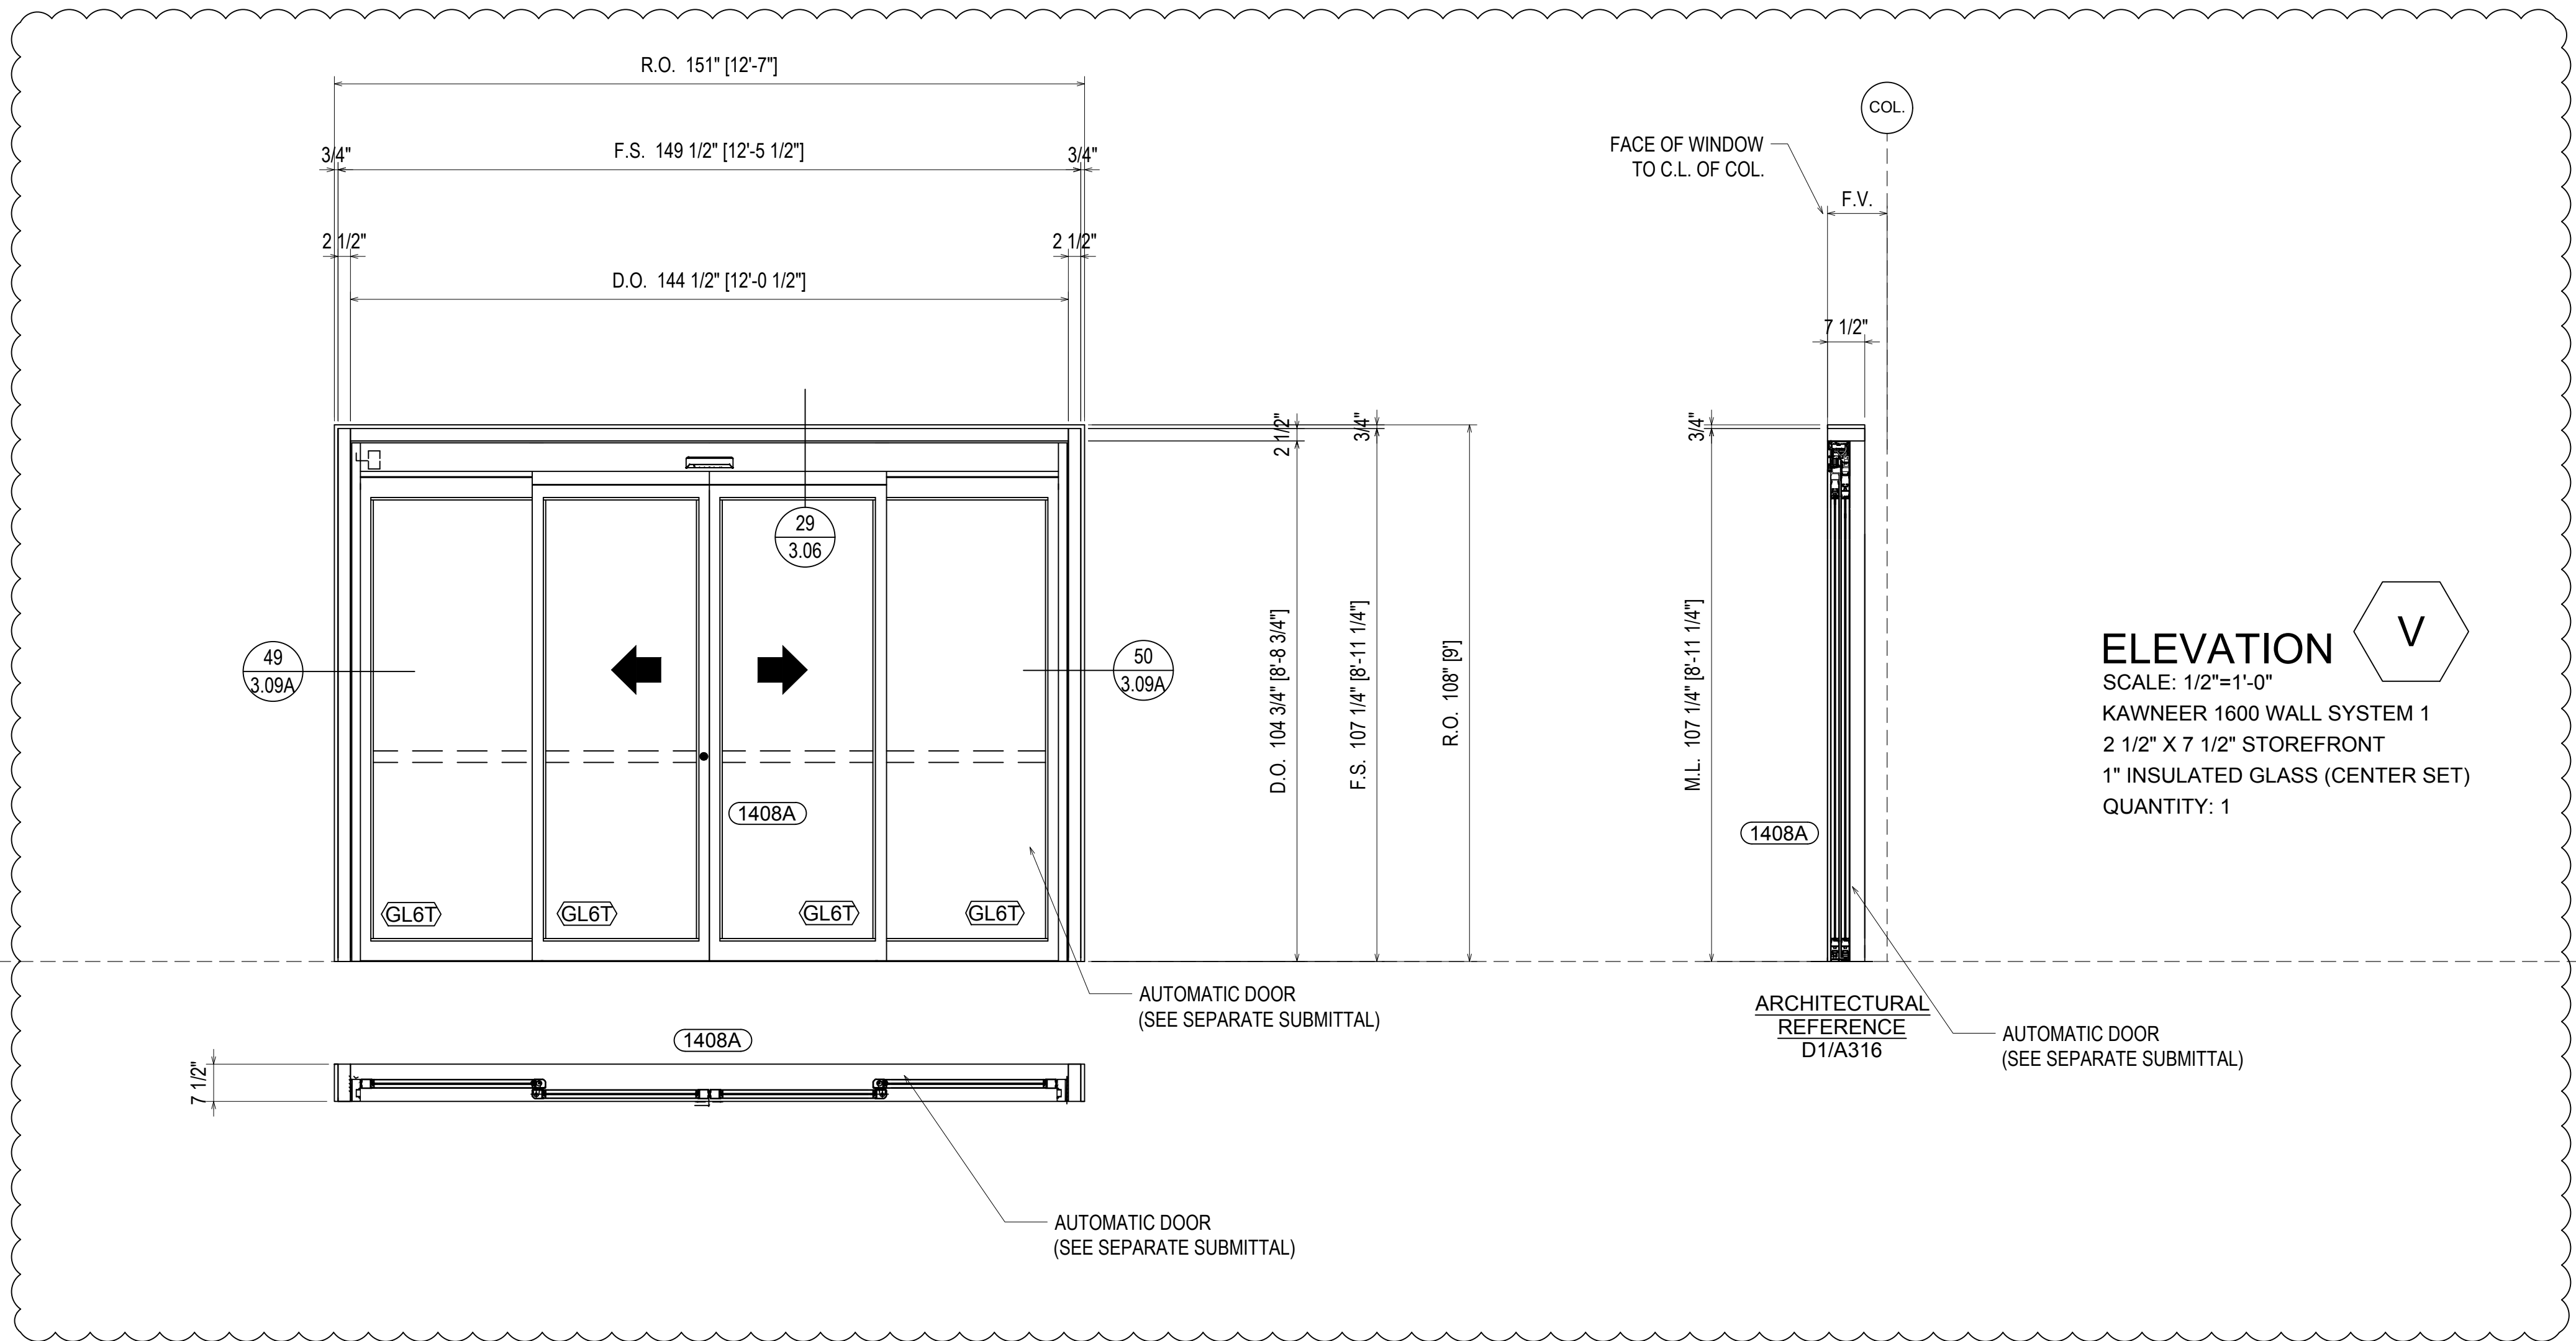 R.O. 151" [12'-7"]
3/4"
F.S. 149 1/2" [12'-5 1/2"]
3/4"
2 1/2"
2 1/2"
D.O. 144 1/2" [12'-0 1/2"]
COL.
FACE OF WINDOW
TO C.L. OF COL.
F.V.
7 1/2"
2 1/2"
3/4"
3/4"
29
3.06
49
3.09A
50
3.09A
D.O. 104 3/4" [8'-8 3/4"]
F.S. 107 1/4" [8'-11 1/4"]
R.O. 108" [9']
M.L. 107 1/4" [8'-11 1/4"]
1408A
1408A
GL6T
GL6T
GL6T
GL6T
ELEVATION
V
SCALE: 1/2"=1'-0"
KAWNEER 1600 WALL SYSTEM 1
2 1/2" X 7 1/2" STOREFRONT
1" INSULATED GLASS (CENTER SET)
QUANTITY: 1
AUTOMATIC DOOR
(SEE SEPARATE SUBMITTAL)
ARCHITECTURAL
REFERENCE
D1/A316
AUTOMATIC DOOR
(SEE SEPARATE SUBMITTAL)
1408A
7 1/2"
AUTOMATIC DOOR
(SEE SEPARATE SUBMITTAL)